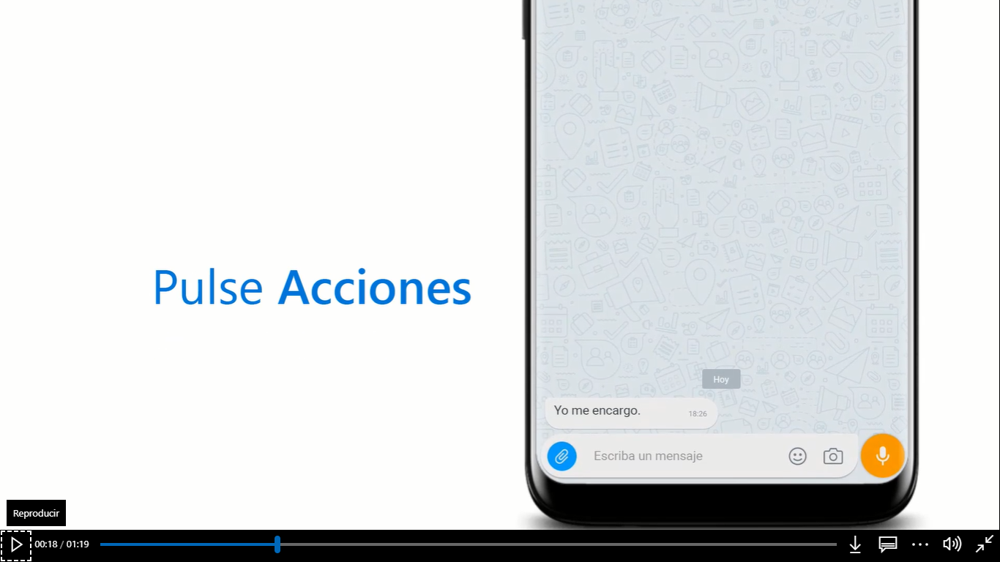 Pulse Acciones
Hoy
Yo me encargo.
18:26
Escriba un mensaje
Reproducir
00:18 / 01:19